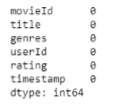 movieId 0
title 0
genres 0
userId 0
rating 0
timestamp 0
dtype: int64